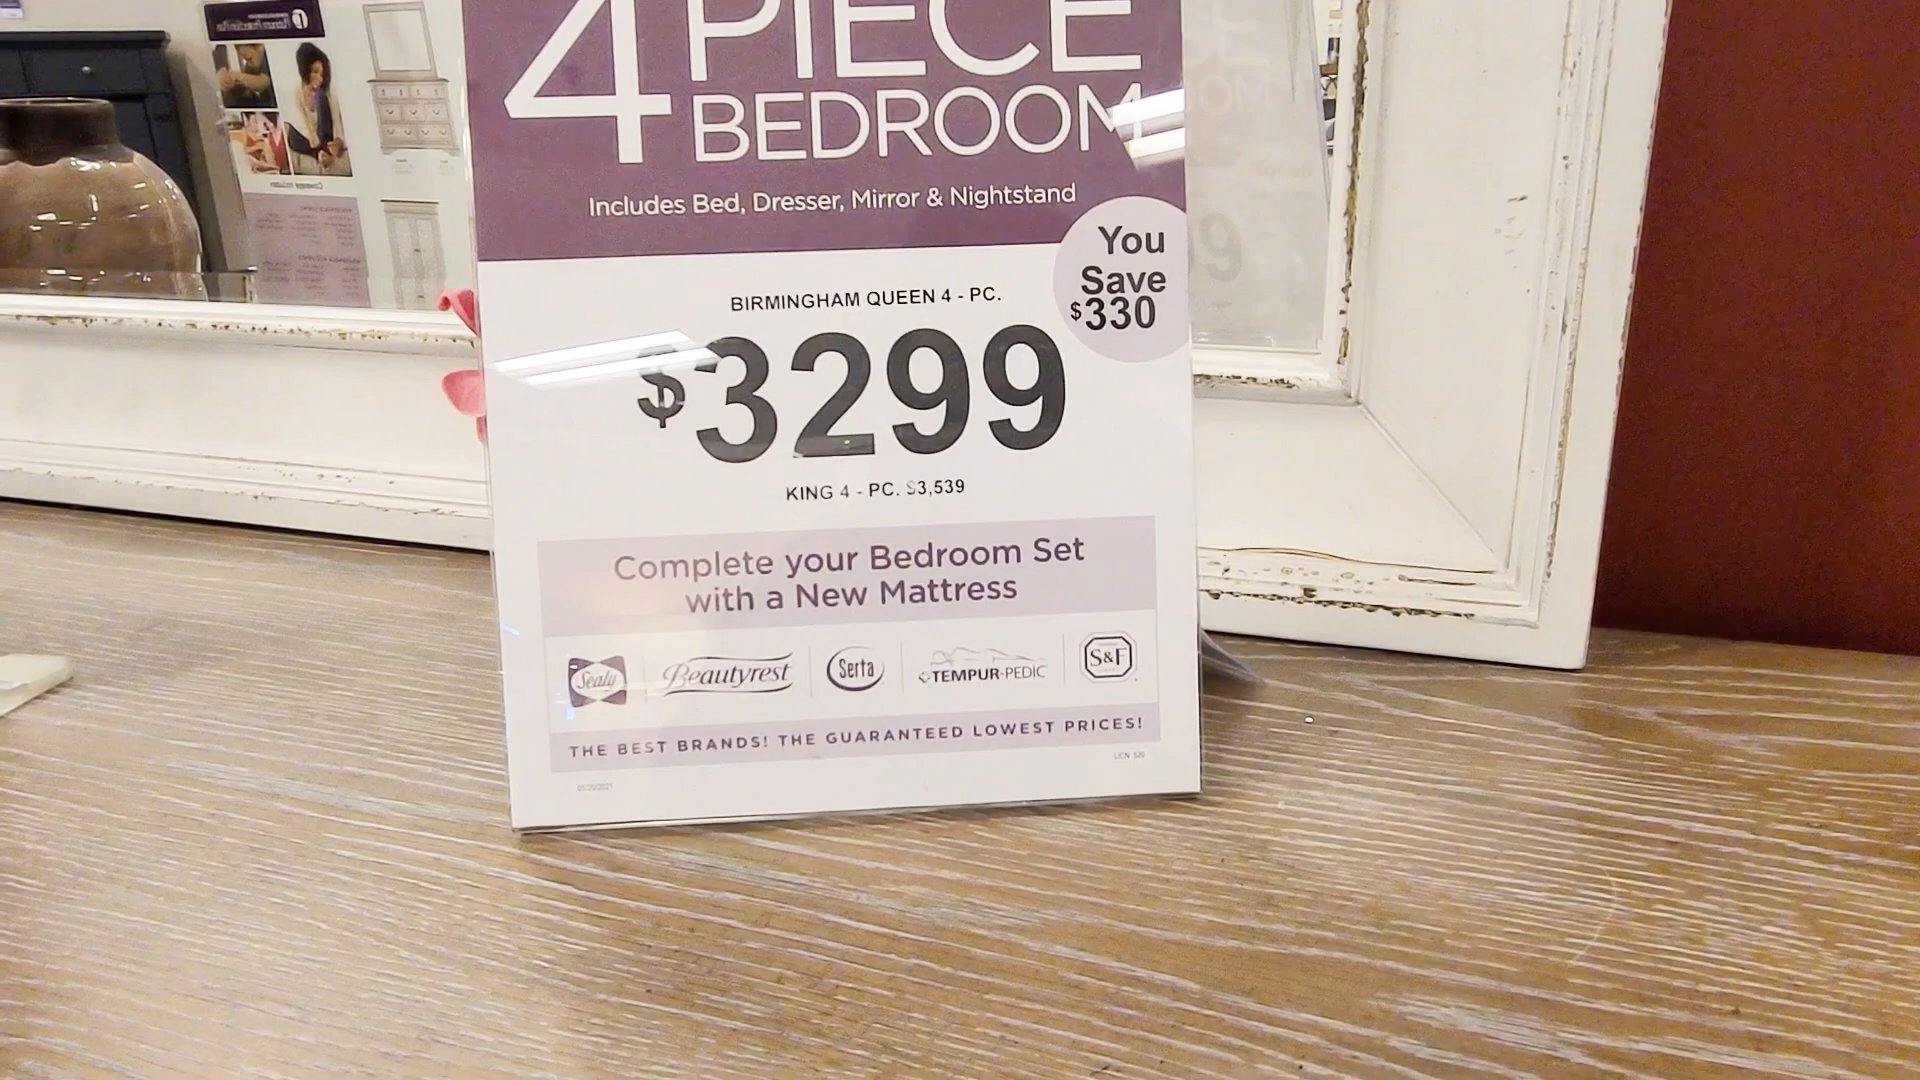 4 PIECE
BEDROOM
Includes Bed, Dresser, Mirror & Nightstand
You
Save
$330
BIRMINGHAM QUEEN 4 - PC.
$3299
KING 4 - PC. $3,539
Complete your Bedroom Set
with a New Mattress
Sealy
Beautyrest
Serta
TEMPUR-PEDIC
S&F
THE BEST BRANDS! THE GUARANTEED LOWEST PRICES!